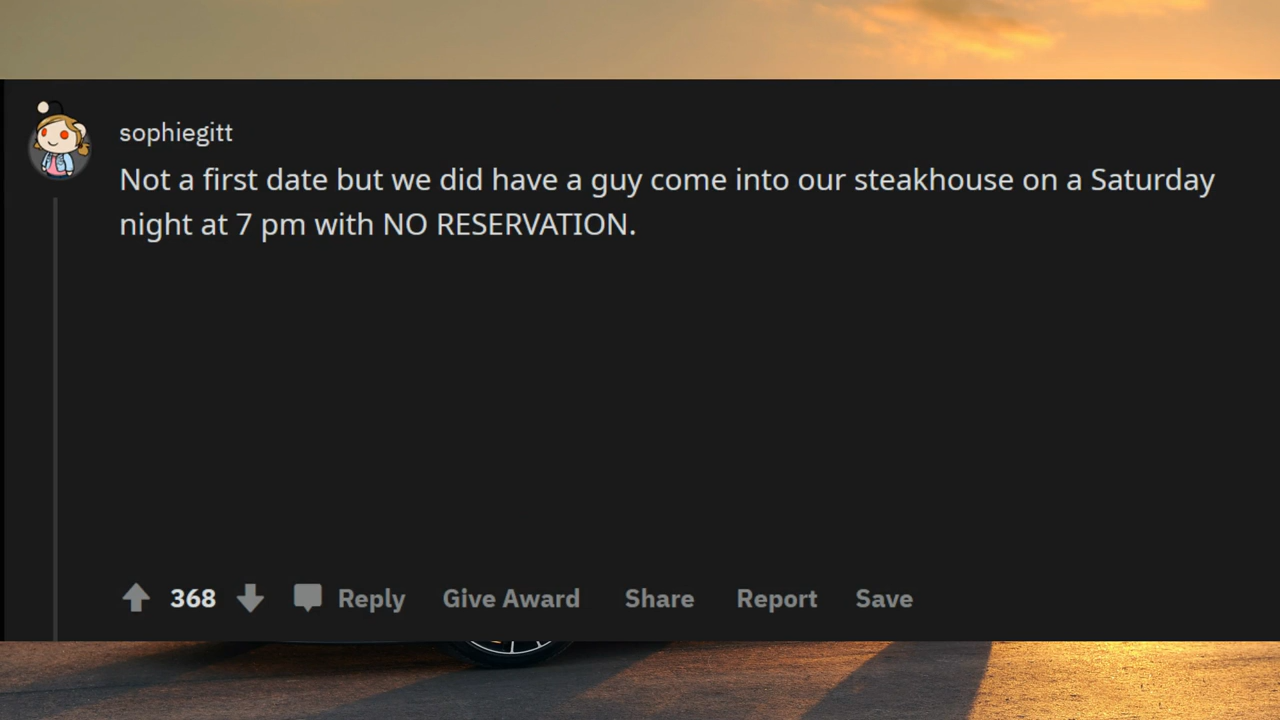 sophiegitt
Not a first date but we did have a guy come into our steakhouse on a Saturday
night at 7 pm with NO RESERVATION.
368 Reply Give Award Share Report Save